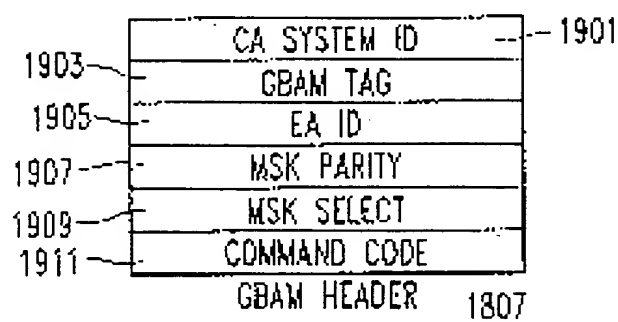 CA SYSTEM ID 1901
1903 GBAM TAG
1905 EA ID
1907 MSK PARITY
1909 MSK SELECT
1911 COMMAND CODE
GBAM HEADER 1807